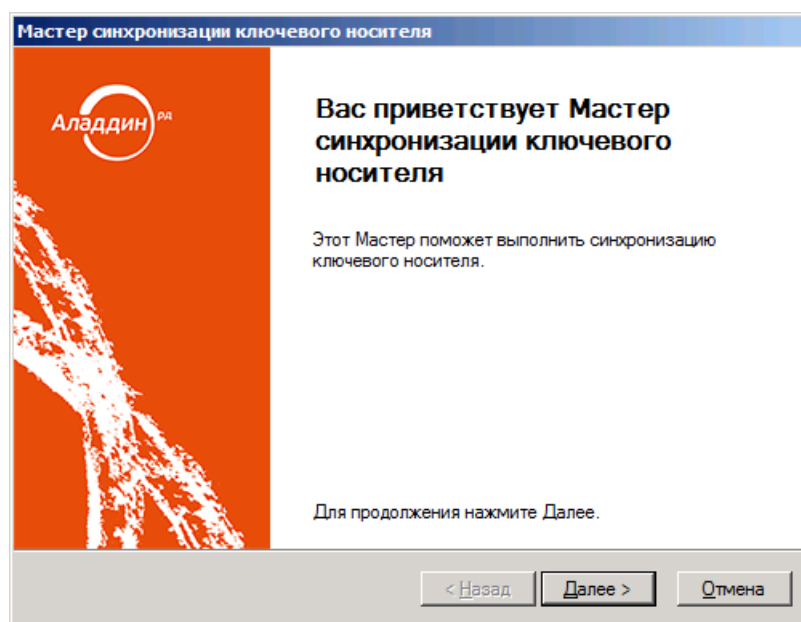 Мастер синхронизации ключевого носителя
Аладдин РД
Вас приветствует Мастер
синхронизации ключевого
носителя
Этот Мастер поможет выполнить синхронизацию
ключевого носителя.
Для продолжения нажмите Далее.
< Назад
Далее >
Отмена